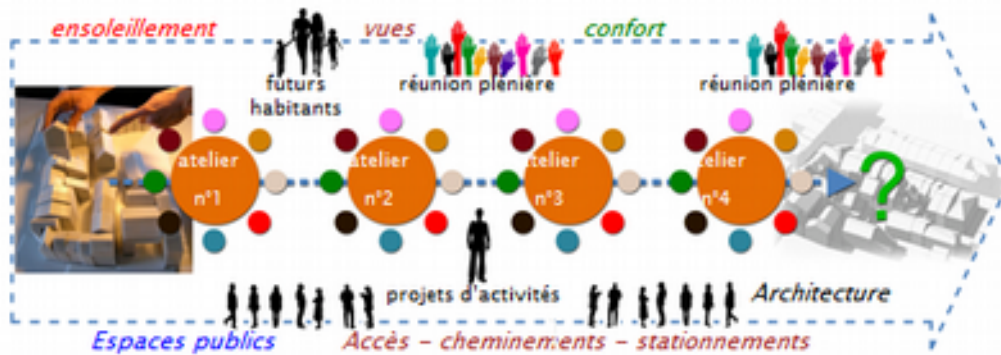 ensoleillement
vues
confort
futurs
habitants
réunion plénière
réunion plénière
atelier
n°1
atelier
n°2
atelier
n°3
atelier
n°4
?
projets d'activités
Architecture
Espaces publics
Accès – cheminements – stationnements